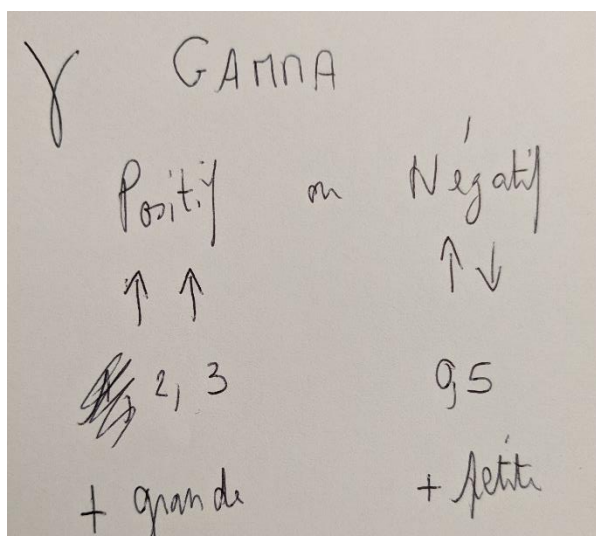 γ GAMMA
Positif ou Négatif
↑ ↑ ↑ ↓
2, 3 0,5
+ grande + petite